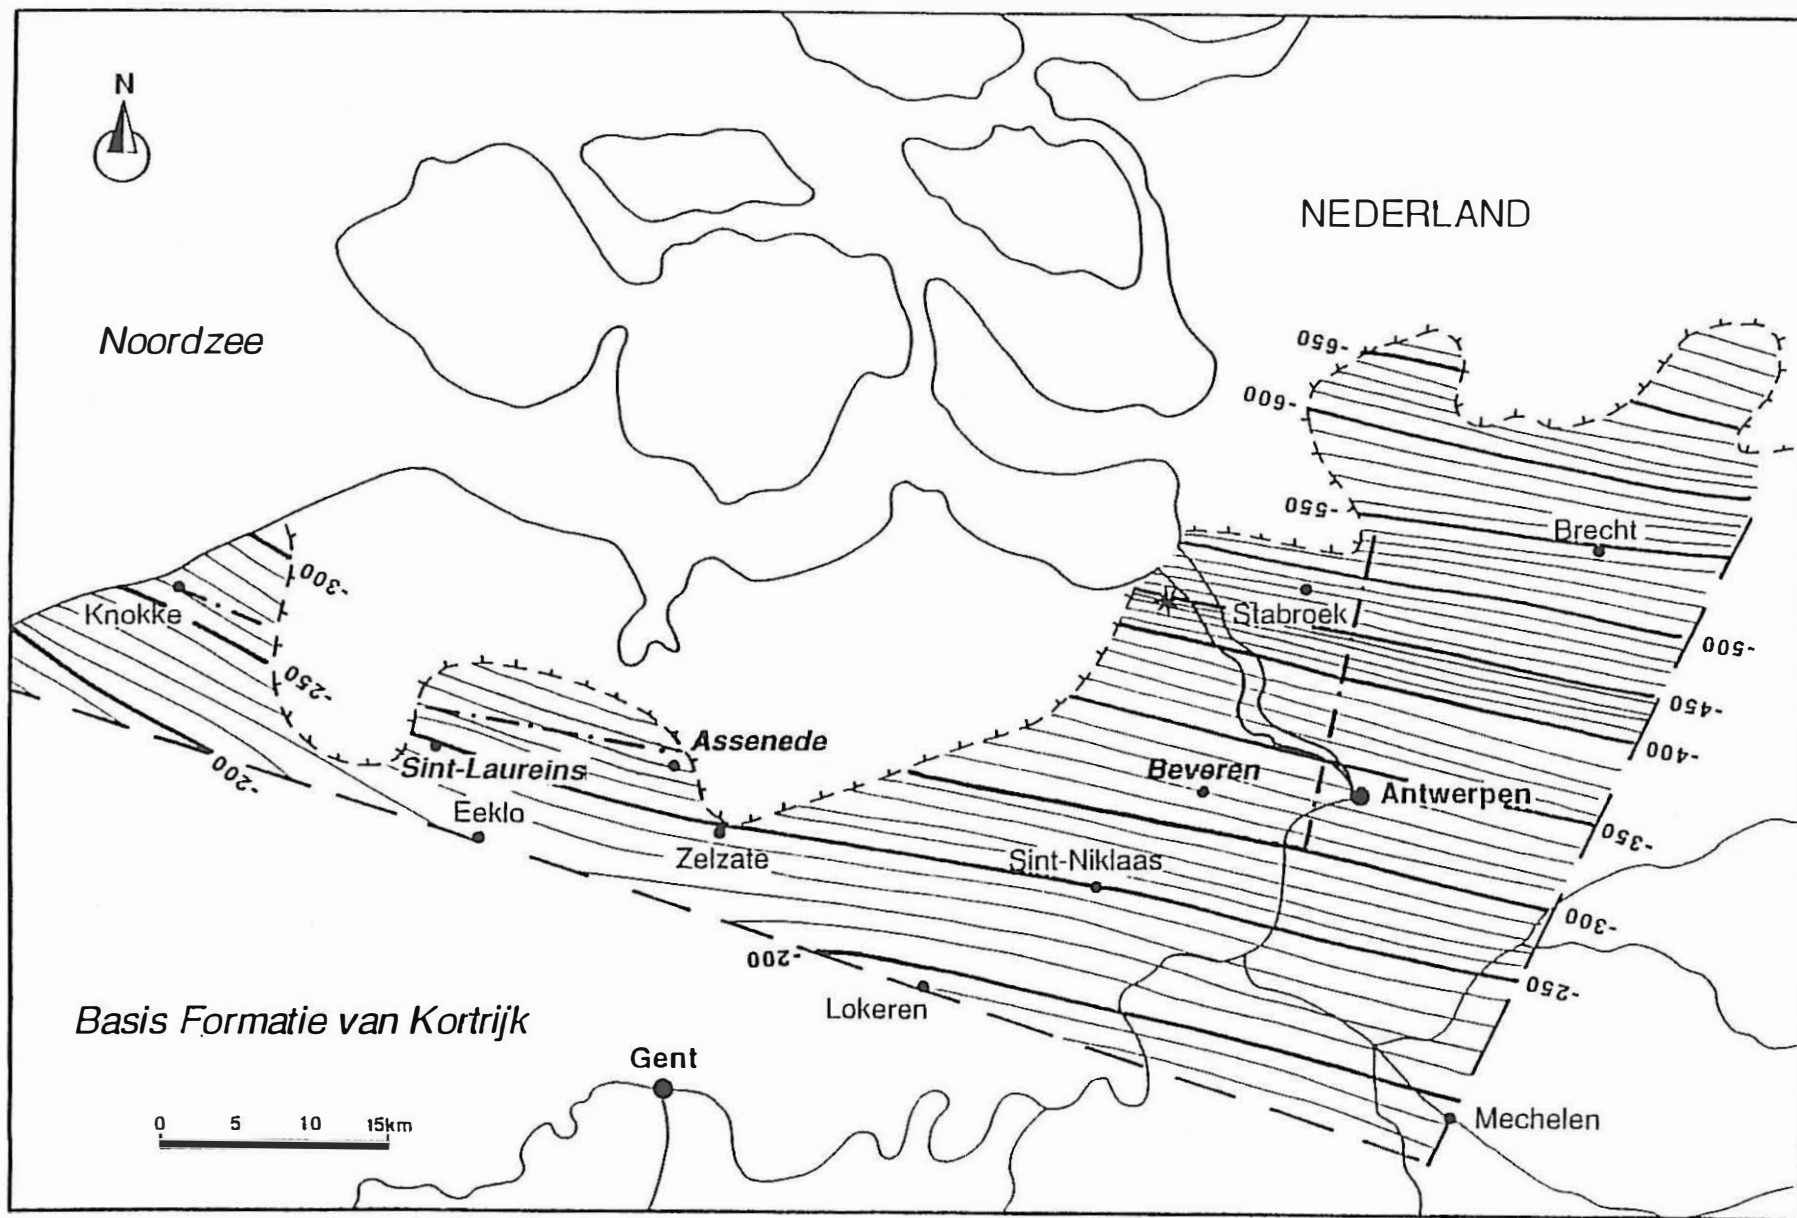 N
NEDERLAND
Noordzee
-650
-600
-550
Brecht
-300
Knokke
Stabroek
-500
-250
-450
Assenede
-400
Sint-Laureins
Beveren
-200
Antwerpen
Eeklo
-350
Zelzate
Sint-Niklaas
-300
-200
-250
Lokeren
Basis Formatie van Kortrijk
Gent
Mechelen
0 5 10 15km